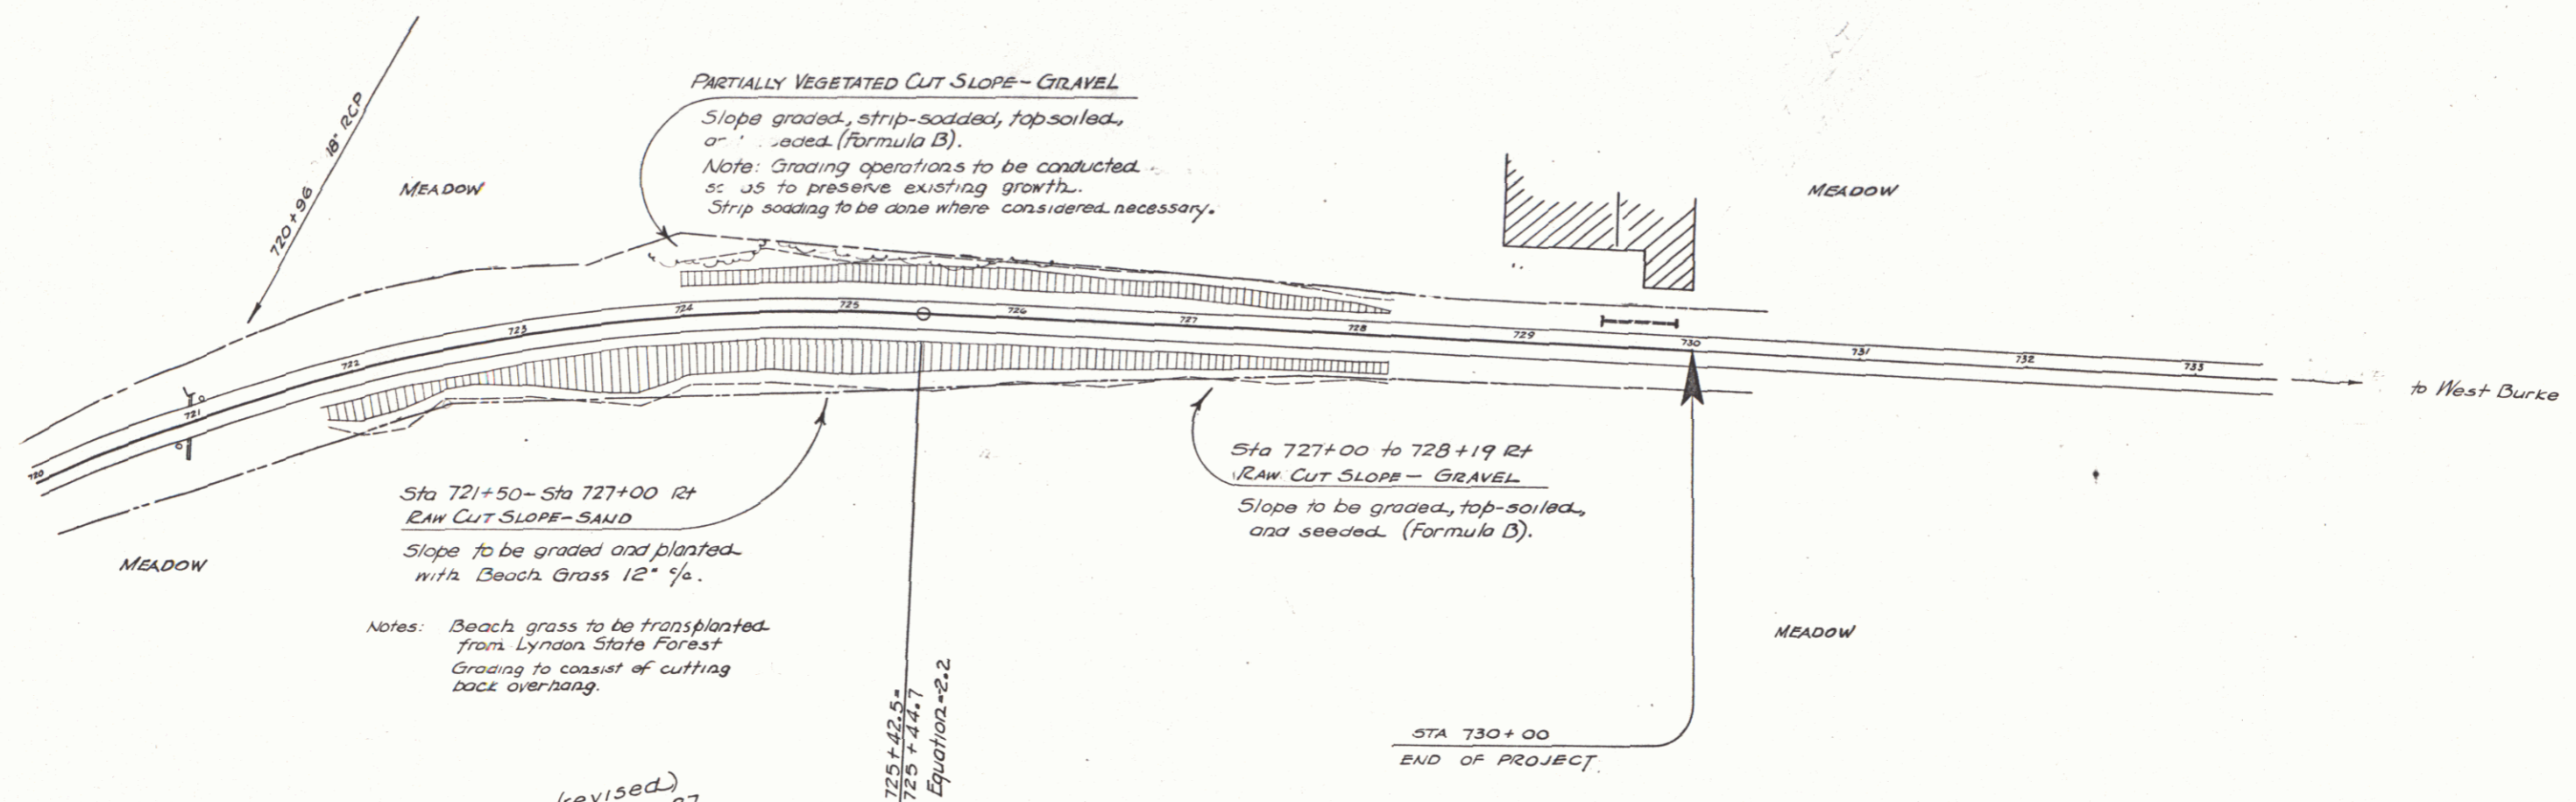 PARTIALLY VEGETATED CUT SLOPE - GRAVEL
Slope graded, strip-sodded, topsoiled,
(Formula B).
Note: Grading operations to be conducted
to preserve existing growth.
Strip sodding to be done where considered necessary.
720+96 18" RCP
MEADOW
MEADOW
720
721
722
723
724
725
726
727
728
729
730
731
732
733
to West Burke
Sta 721+50 - Sta 727+00 Rt
RAW CUT SLOPE - SAND
Slope to be graded and planted
with Beach Grass 12" c/c.
Notes: Beach grass to be transplanted
from Lyndon State Forest
Grading to consist of cutting
back overhang.
MEADOW
Sta 727+00 to 728+19 Rt
RAW CUT SLOPE - GRAVEL
Slope to be graded, top-soiled,
and seeded (Formula B).
MEADOW
725+42.5=
725+44.7
Equation=2.2
STA 730+00
END OF PROJECT.
(revised)